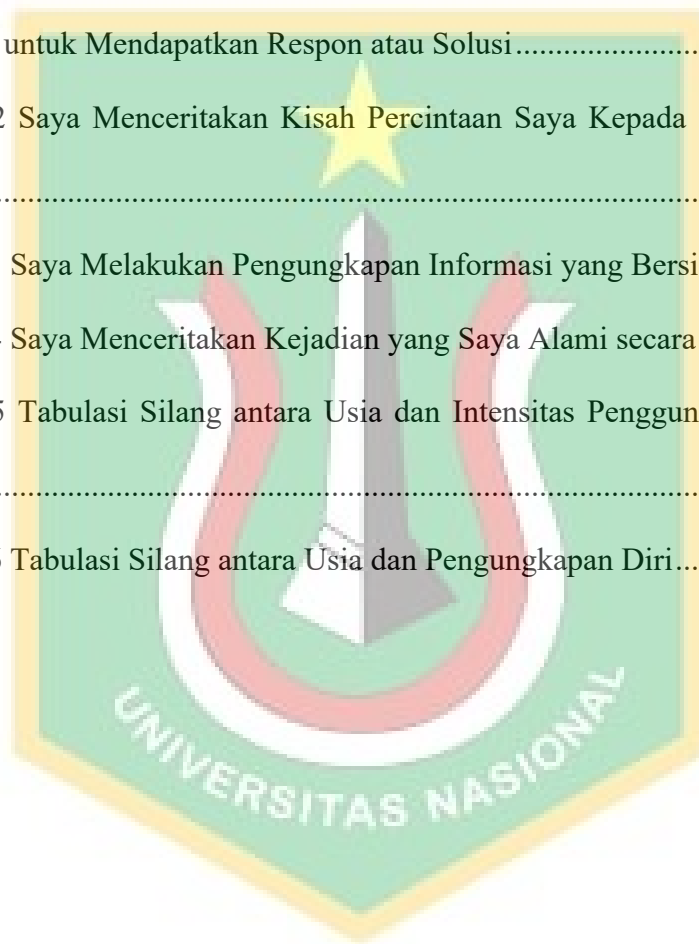 untuk Mendapatkan Respon atau Solusi.......................
2 Saya Menceritakan Kisah Percintaan Saya Kepada
................................................................................
Saya Melakukan Pengungkapan Informasi yang Bersi
Saya Menceritakan Kejadian yang Saya Alami secara
5 Tabulasi Silang antara Usia dan Intensitas Penggun
................................................................................
Tabulasi Silang antara Usia dan Pengungkapan Diri...
UNIVERSITAS NASIONAL